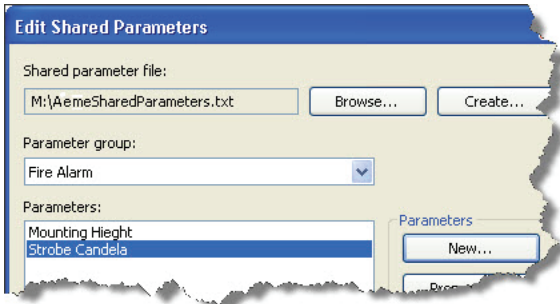 Edit Shared Parameters
Shared parameter file:
M:\AemeSharedParameters.txt
Browse...
Create...
Parameter group:
Fire Alarm
Parameters:
Mounting Hieght
Strobe Candela
Parameters
New...